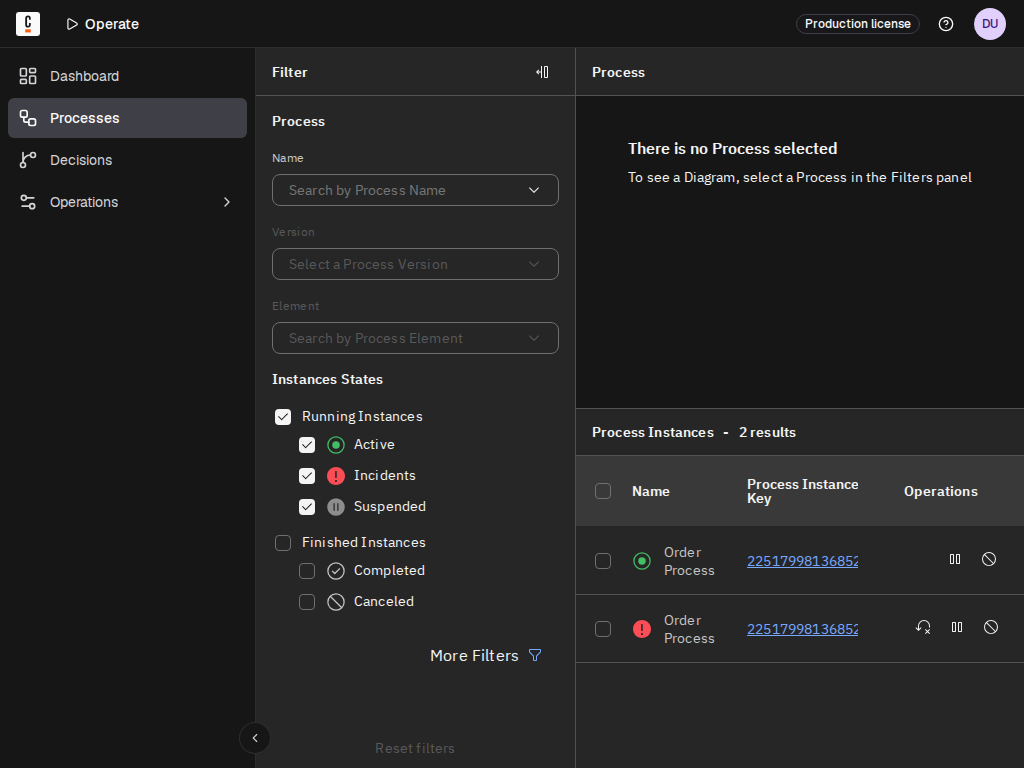 C
Operate
Production license
DU
Dashboard
Processes
Decisions
Operations
Filter
Process
Name
Search by Process Name
Version
Select a Process Version
Element
Search by Process Element
Instances States
Running Instances
Active
Incidents
Suspended
Finished Instances
Completed
Canceled
More Filters
Reset filters
Process
There is no Process selected
To see a Diagram, select a Process in the Filters panel
Process Instances - 2 results
Name
Process Instance
Key
Operations
Order
Process
22517998136852
Order
Process
22517998136852